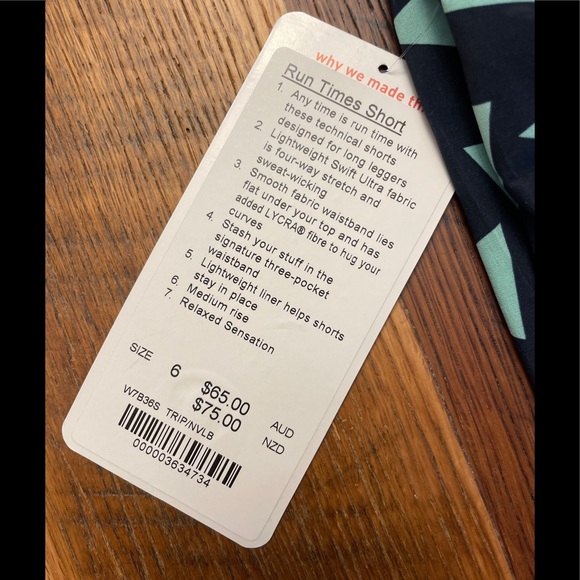 why we made th
Run Times Short
1. Any time is run time with
these technical shorts
designed for long leggers
2 Lightweight Swift Ultra fabric
is four-way stretch and
sweat-wicking
3. Smooth fabric waistband lies
flat under your top and has
added LYCRA® fibre to hug your
curves
4. Stash your stuff in the
signature three-pocket
waistband
5. Lightweight liner helps shorts
stay in place
6. Medium rise
7. Relaxed Sensation
SIZE 6 $65.00 AUD
$75.00 NZD
W7B36S TRIP/NVLB
000003634734